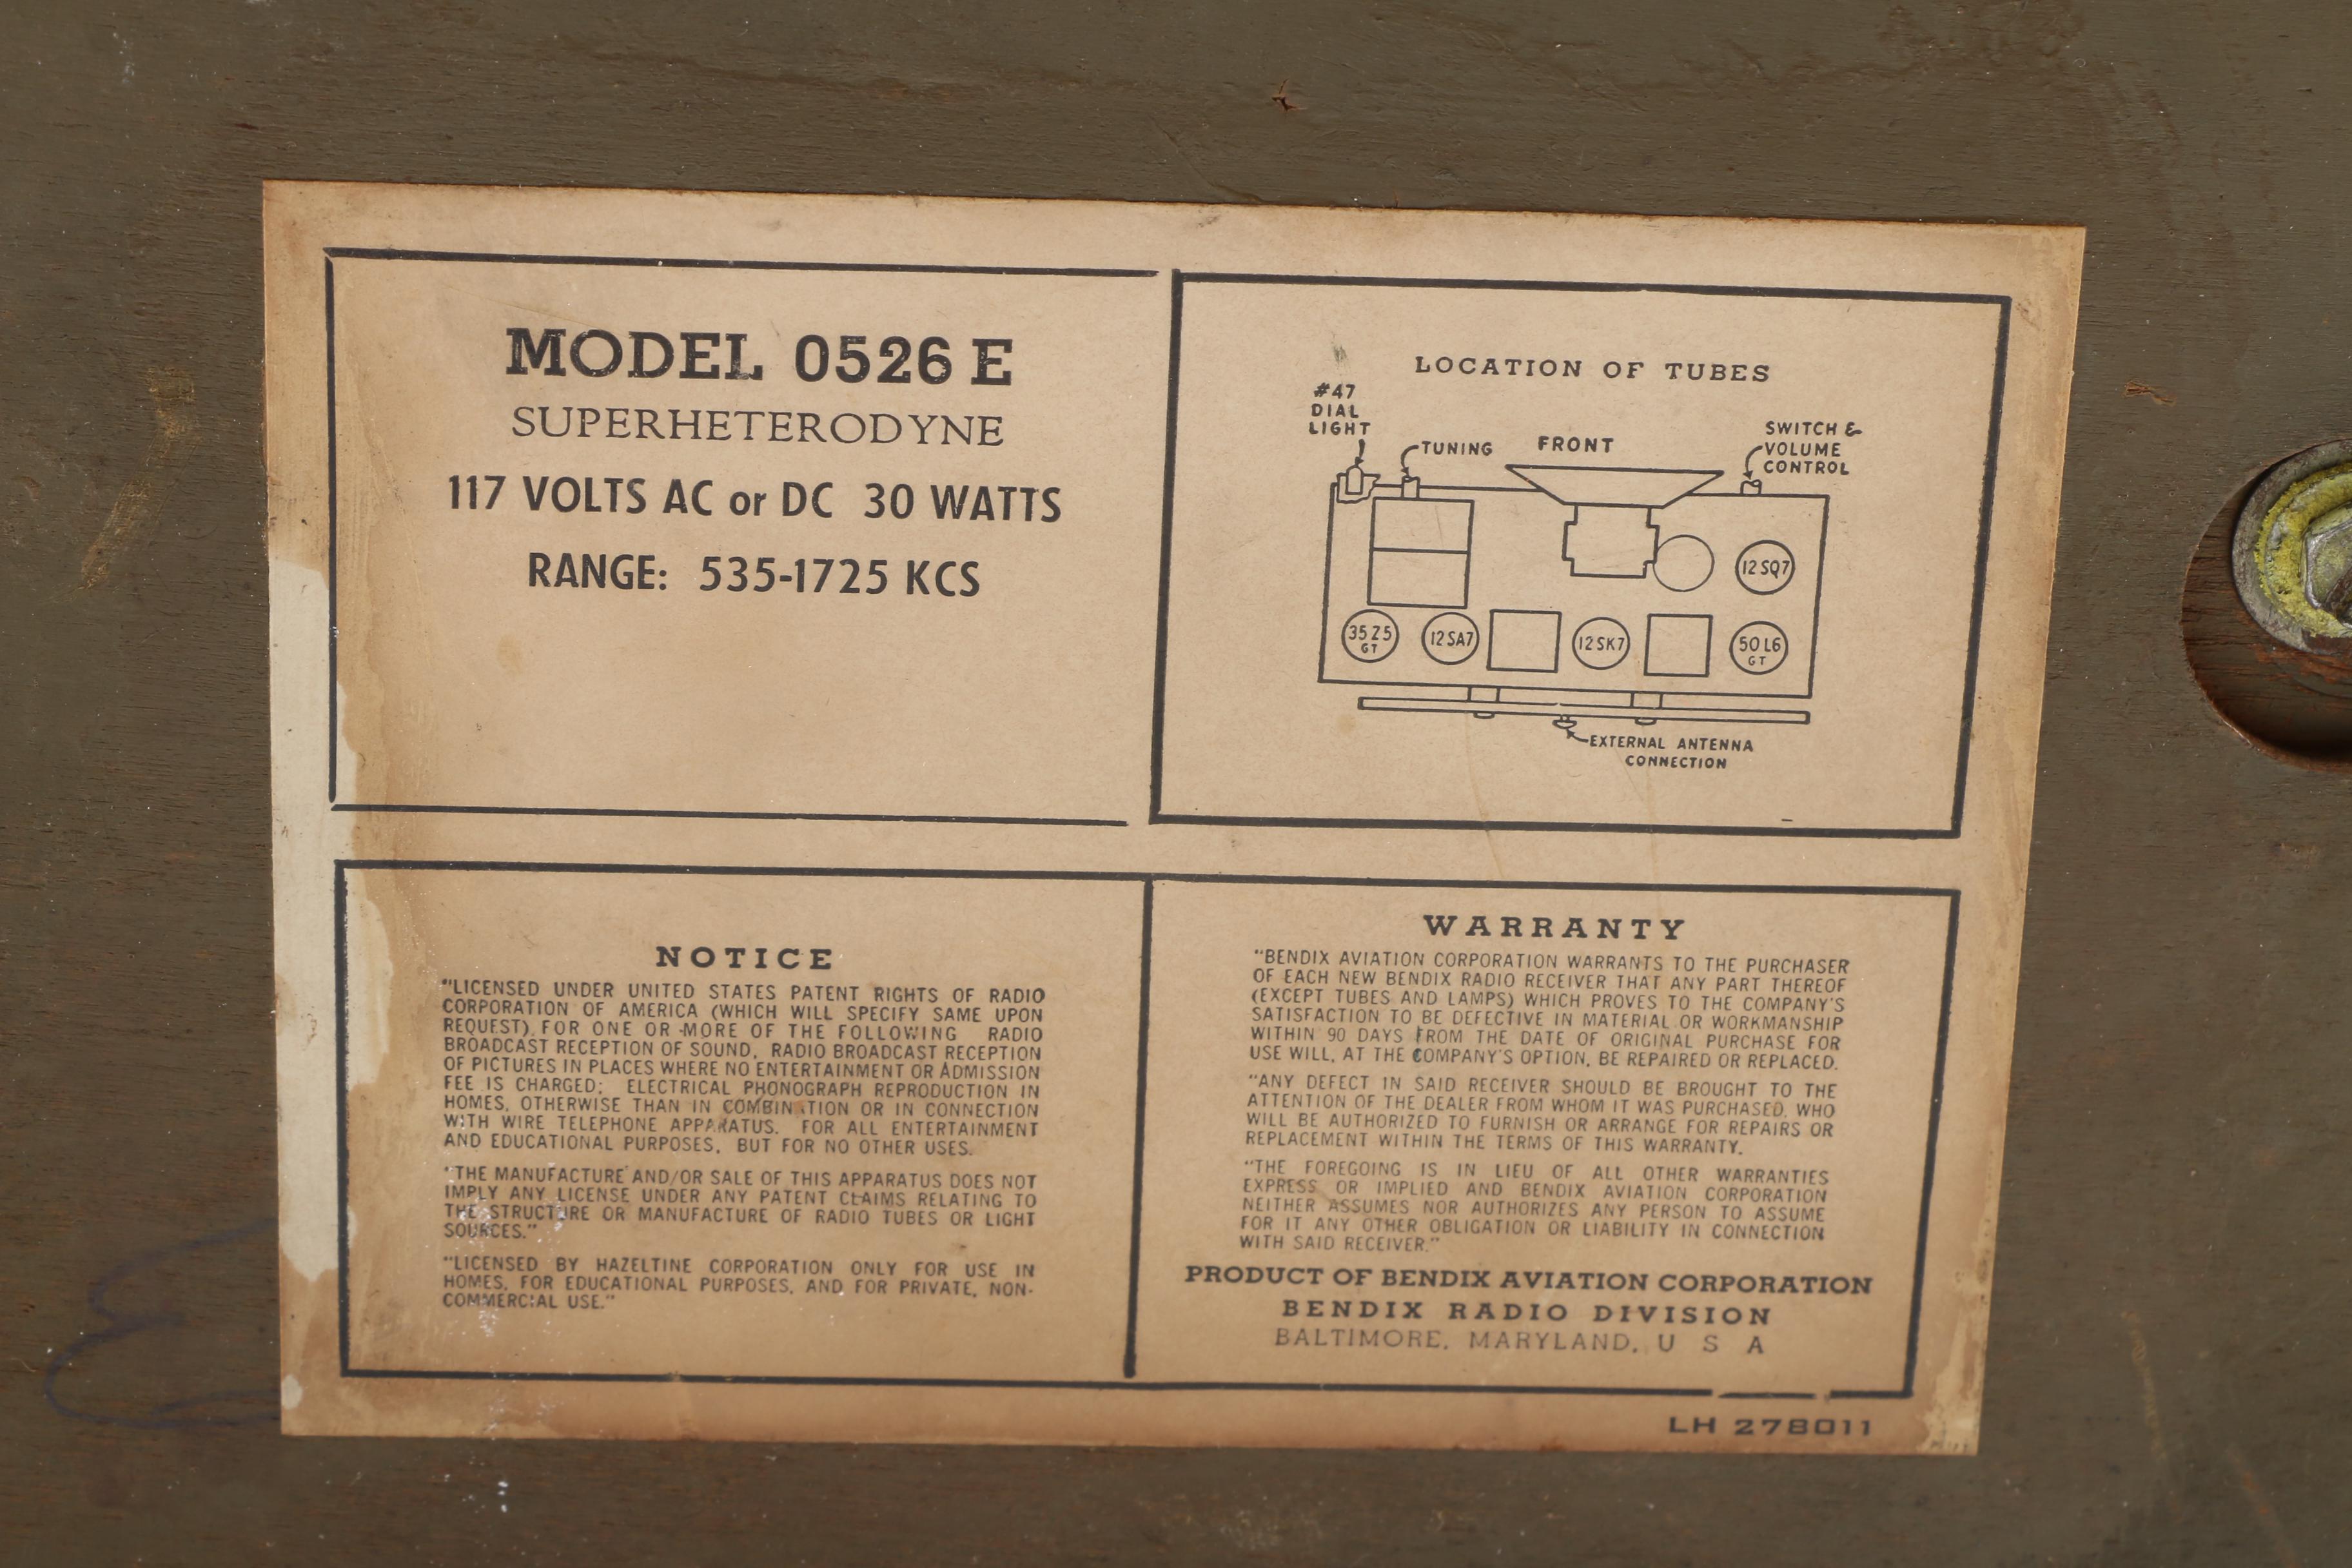 MODEL 0526 E
SUPERHETERODYNE
117 VOLTS AC or DC 30 WATTS
RANGE: 535-1725 KCS
LOCATION OF TUBES
#47
DIAL
LIGHT
TUNING
FRONT
SWITCH &
VOLUME
CONTROL
12SQ7
35Z5
GT
12SA7
12SK7
50L6
GT
EXTERNAL ANTENNA
CONNECTION
NOTICE
"LICENSED UNDER UNITED STATES PATENT RIGHTS OF RADIO
CORPORATION OF AMERICA (WHICH WILL SPECIFY SAME UPON
REQUEST) FOR ONE OR MORE OF THE FOLLOWING RADIO
BROADCAST RECEPTION OF SOUND, RADIO BROADCAST RECEPTION
OF PICTURES IN PLACES WHERE NO ENTERTAINMENT OR ADMISSION
FEE IS CHARGED; ELECTRICAL PHONOGRAPH REPRODUCTION IN
HOMES, OTHERWISE THAN IN COMBINATION OR IN CONNECTION
WITH WIRE TELEPHONE APPARATUS. FOR ALL ENTERTAINMENT
AND EDUCATIONAL PURPOSES, BUT FOR NO OTHER USES.
"THE MANUFACTURE AND/OR SALE OF THIS APPARATUS DOES NOT
IMPLY ANY LICENSE UNDER ANY PATENT CLAIMS RELATING TO
THE STRUCTURE OR MANUFACTURE OF RADIO TUBES OR LIGHT
SOURCES."
"LICENSED BY HAZELTINE CORPORATION ONLY FOR USE IN
HOMES, FOR EDUCATIONAL PURPOSES, AND FOR PRIVATE, NON-
COMMERCIAL USE."
WARRANTY
"BENDIX AVIATION CORPORATION WARRANTS TO THE PURCHASER
OF EACH NEW BENDIX RADIO RECEIVER THAT ANY PART THEREOF
(EXCEPT TUBES AND LAMPS) WHICH PROVES TO THE COMPANY'S
SATISFACTION TO BE DEFECTIVE IN MATERIAL OR WORKMANSHIP
WITHIN 90 DAYS FROM THE DATE OF ORIGINAL PURCHASE FOR
USE WILL, AT THE COMPANY'S OPTION, BE REPAIRED OR REPLACED.
"ANY DEFECT IN SAID RECEIVER SHOULD BE BROUGHT TO THE
ATTENTION OF THE DEALER FROM WHOM IT WAS PURCHASED, WHO
WILL BE AUTHORIZED TO FURNISH OR ARRANGE FOR REPAIRS OR
REPLACEMENT WITHIN THE TERMS OF THIS WARRANTY.
"THE FOREGOING IS IN LIEU OF ALL OTHER WARRANTIES
EXPRESS OR IMPLIED AND BENDIX AVIATION CORPORATION
NEITHER ASSUMES NOR AUTHORIZES ANY PERSON TO ASSUME
FOR IT ANY OTHER OBLIGATION OR LIABILITY IN CONNECTION
WITH SAID RECEIVER."
PRODUCT OF BENDIX AVIATION CORPORATION
BENDIX RADIO DIVISION
BALTIMORE, MARYLAND, U S A
LH 278011